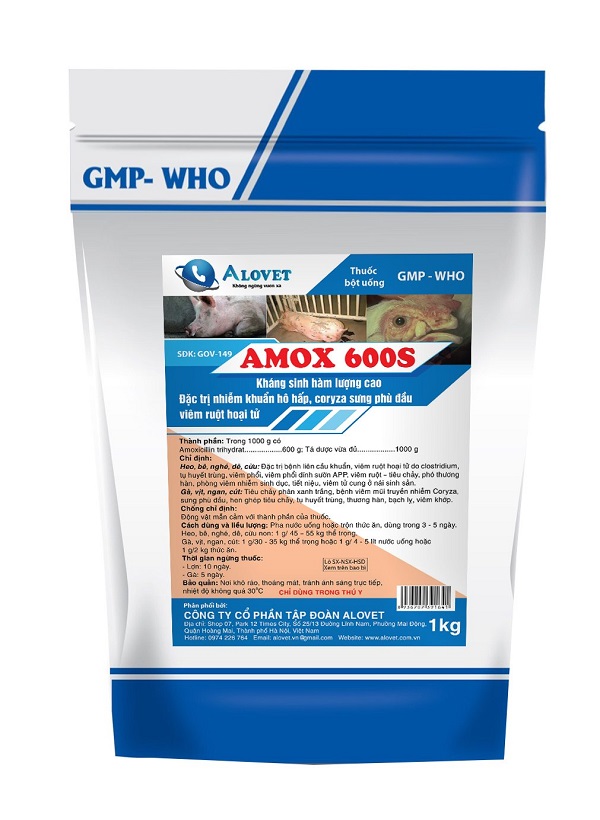 GMP- WHO
ALOVET
Không ngừng vươn xa
Thuốc
bột uống
GMP - WHO
SĐK: GOV-149
AMOX 600S
Kháng sinh hàm lượng cao
Đặc trị nhiễm khuẩn hô hấp, coryza sưng phù đầu
viêm ruột hoại tử
Thành phần: Trong 1000 g có
Amoxicillin trihydrat..................600 g; Tá dược vừa đủ....................1000 g
Chỉ định:
Heo, bê, nghé, dê, cừu: Đặc trị bệnh liên cầu khuẩn, viêm ruột hoại tử do clostridium,
tụ huyết trùng, viêm phổi, viêm phổi dính sườn APP, viêm ruột – tiêu chảy, phó thương
hàn, phòng viêm nhiễm sinh dục, tiết niệu, viêm tử cung ở nái sinh sản.
Gà, vịt, ngan, cút: Tiêu chảy phân xanh trắng, bệnh viêm mũi truyền nhiễm Coryza,
sưng phù đầu, hen ghép tiêu chảy, tụ huyết trùng, thương hàn, bạch lỵ, viêm khớp.
Chống chỉ định:
Động vật mẫn cảm với thành phần của thuốc.
Cách dùng và liều lượng: Pha nước uống hoặc trộn thức ăn, dùng trong 3 - 5 ngày.
Heo, bê, nghé, dê, cừu non: 1 g/ 45 – 55 kg thể trọng.
Gà, vịt, ngan, cút: 1 g/30 - 35 kg thể trọng hoặc 1 g/ 4 - 5 lít nước uống hoặc
1 g/2 kg thức ăn.
Thời gian ngừng thuốc:
- Lợn: 10 ngày.
- Gà: 5 ngày.
Lô SX-NSX-HSD
Xem trên bao bì
Bảo quản: Nơi khô ráo, thoáng mát, tránh ánh sáng trực tiếp,
nhiệt độ không quá 30°C
CHỈ DÙNG TRONG THÚ Y
Phân phối bởi:
CÔNG TY CỔ PHẦN TẬP ĐOÀN ALOVET
Địa chỉ: Shop 07, Park 12 Times City, Số 25/13 Đường Lĩnh Nam, Phường Mai Động,
Quận Hoàng Mai, Thành phố Hà Nội, Việt Nam
Hotline: 0974 226 764 Email: alovet.vn@gmail.com Website: www.alovet.com.vn
1kg